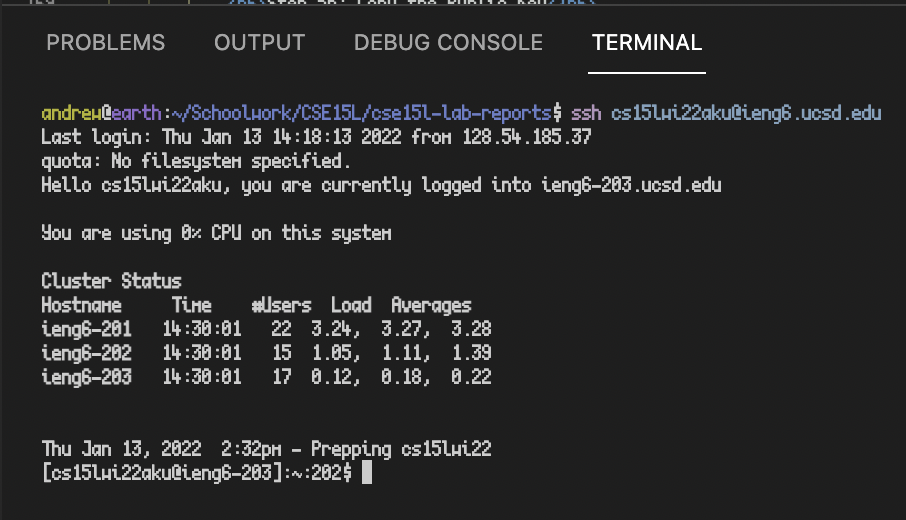 PROBLEMS OUTPUT DEBUG CONSOLE TERMINAL
andrew@earth:~/Schoolwork/CSE15L/cse15l-lab-reports$ ssh cs15lwi22aku@ieng6.ucsd.edu
Last login: Thu Jan 13 14:18:13 2022 from 128.54.185.37
quota: No filesystem specified.
Hello cs15lwi22aku, you are currently logged into ieng6-203.ucsd.edu
You are using 0% CPU on this system
Cluster Status
Hostname Time #Users Load Averages
ieng6-201 14:30:01 22 3.24, 3.27, 3.28
ieng6-202 14:30:01 15 1.05, 1.11, 1.39
ieng6-203 14:30:01 17 0.12, 0.18, 0.22
Thu Jan 13, 2022 2:32pm - Prepping cs15lwi22
[cs15lwi22aku@ieng6-203]:~:202$